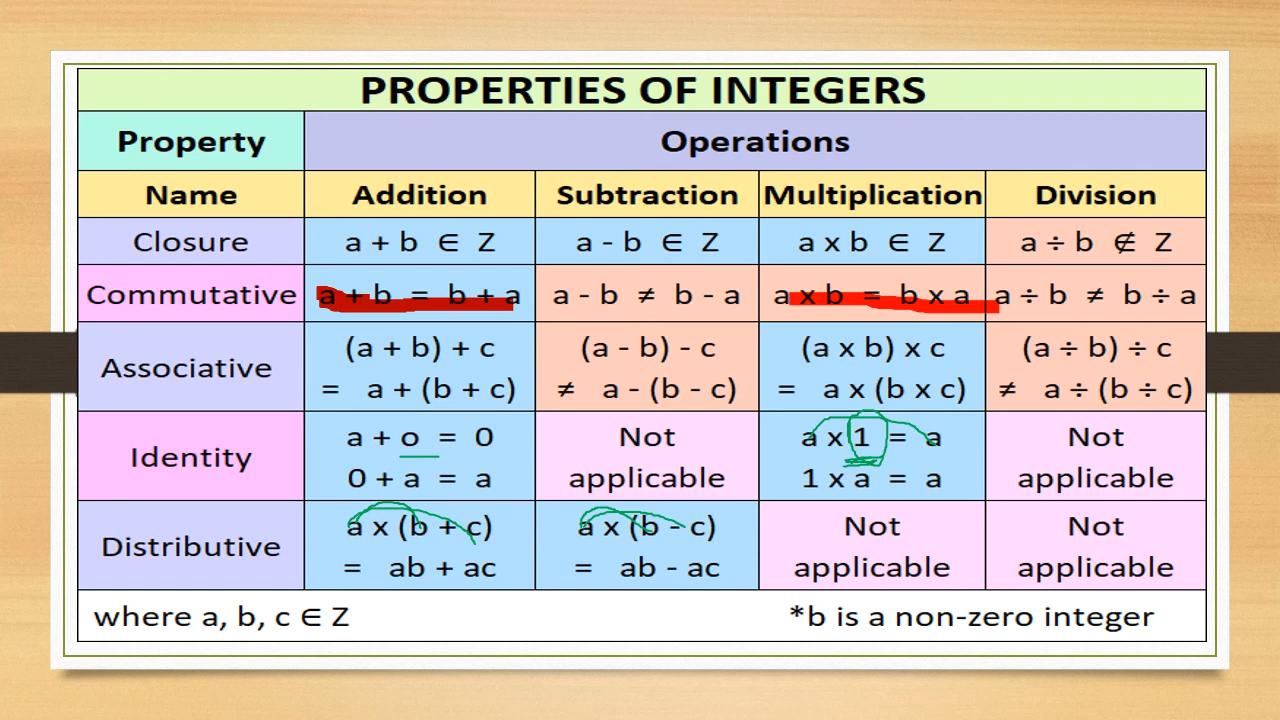 PROPERTIES OF INTEGERS
Property Operations
Name Addition Subtraction Multiplication Division
Closure a + b ∈ Z a - b ∈ Z a x b ∈ Z a ÷ b ∉ Z
Commutative a + b = b + a a - b ≠ b - a a x b = b x a a ÷ b ≠ b ÷ a
Associative (a + b) + c (a - b) - c (a x b) x c (a ÷ b) ÷ c
= a + (b + c) ≠ a - (b - c) = a x (b x c) ≠ a ÷ (b ÷ c)
Identity a + o = 0 Not a x 1 = a Not
0 + a = a applicable 1 x a = a applicable
Distributive a x (b + c) a x (b - c) Not Not
= ab + ac = ab - ac applicable applicable
where a, b, c ∈ Z *b is a non-zero integer